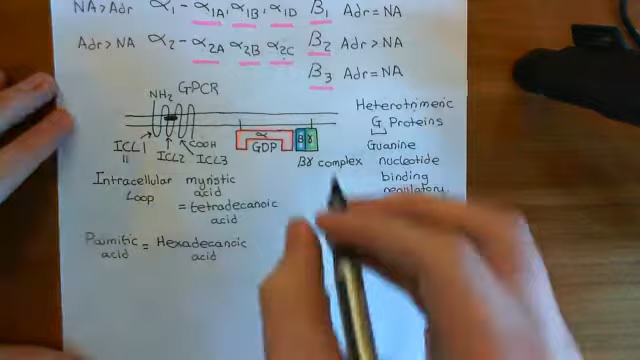 NA>Adr α1 - α1A, α1B, α1D β1 Adr = NA
Adr>NA α2 - α2A α2B α2C β2 Adr > NA
β3 Adr = NA
NH2 GPCR
Heterotrimeric
G Proteins
α
GDP
β γ
COOH
ICL1
ICL2
ICL3
βγ complex
Guanine
nucleotide
binding
regulatory
Intracellular
Loop
myristic
acid
= tetradecanoic
acid
Palmitic
acid
= Hexadecanoic
acid